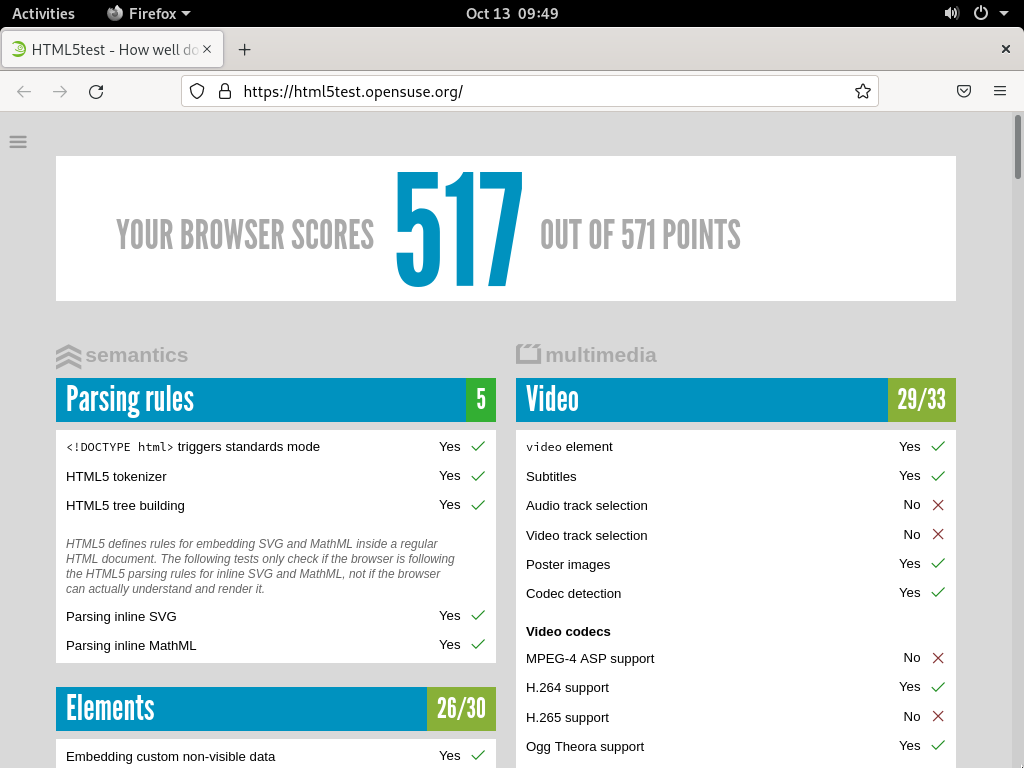 Activities Firefox Oct 13 09:49
HTML5test - How well do
https://html5test.opensuse.org/
YOUR BROWSER SCORES 517 OUT OF 571 POINTS
semantics
Parsing rules 5
<!DOCTYPE html> triggers standards mode Yes
HTML5 tokenizer Yes
HTML5 tree building Yes
HTML5 defines rules for embedding SVG and MathML inside a regular
HTML document. The following tests only check if the browser is following
the HTML5 parsing rules for inline SVG and MathML, not if the browser
can actually understand and render it.
Parsing inline SVG Yes
Parsing inline MathML Yes
Elements 26/30
Embedding custom non-visible data Yes
multimedia
Video 29/33
video element Yes
Subtitles Yes
Audio track selection No
Video track selection No
Poster images Yes
Codec detection Yes
Video codecs
MPEG-4 ASP support No
H.264 support Yes
H.265 support No
Ogg Theora support Yes